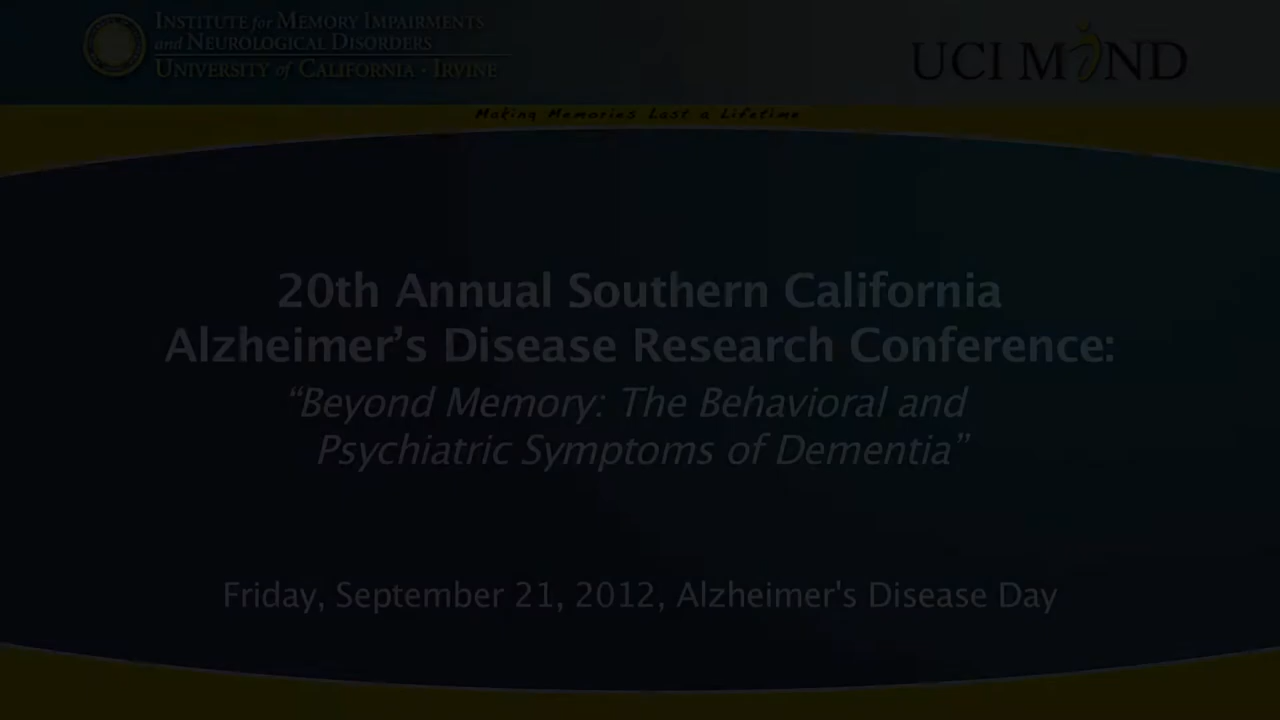 INSTITUTE for MEMORY IMPAIRMENTS
and NEUROLOGICAL DISORDERS
UNIVERSITY of CALIFORNIA · IRVINE
UCI MIND
Making Memories Last a Lifetime
20th Annual Southern California
Alzheimer’s Disease Research Conference:
“Beyond Memory: The Behavioral and
Psychiatric Symptoms of Dementia”
Friday, September 21, 2012, Alzheimer's Disease Day